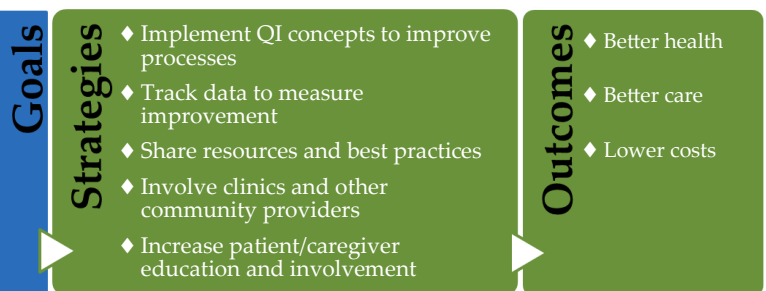 Goals
Strategies
♦ Implement QI concepts to improve
processes
♦ Track data to measure
improvement
♦ Share resources and best practices
♦ Involve clinics and other
community providers
♦ Increase patient/caregiver
education and involvement
Outcomes
♦ Better health
♦ Better care
♦ Lower costs